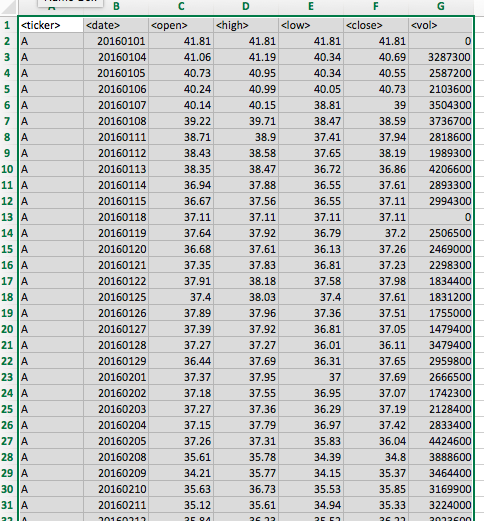 A B C D E F G
1 <ticker> <date> <open> <high> <low> <close> <vol>
2 A 20160101 41.81 41.81 41.81 41.81 0
3 A 20160104 41.06 41.19 40.34 40.69 3287300
4 A 20160105 40.73 40.95 40.34 40.55 2587200
5 A 20160106 40.24 40.99 40.05 40.73 2103600
6 A 20160107 40.14 40.15 38.81 39 3504300
7 A 20160108 39.22 39.71 38.47 38.59 3736700
8 A 20160111 38.71 38.9 37.41 37.94 2818600
9 A 20160112 38.43 38.58 37.65 38.19 1989300
10 A 20160113 38.35 38.47 36.72 36.86 4206600
11 A 20160114 36.94 37.88 36.55 37.61 2893300
12 A 20160115 36.67 37.56 36.55 37.11 2994300
13 A 20160118 37.11 37.11 37.11 37.11 0
14 A 20160119 37.64 37.92 36.79 37.2 2506500
15 A 20160120 36.68 37.61 36.13 37.26 2469000
16 A 20160121 37.35 37.83 36.81 37.23 2298300
17 A 20160122 37.91 38.18 37.58 37.98 1834400
18 A 20160125 37.4 38.03 37.4 37.61 1831200
19 A 20160126 37.89 37.96 37.36 37.51 1755000
20 A 20160127 37.39 37.92 36.81 37.05 1479400
21 A 20160128 37.27 37.27 36.01 36.11 3479400
22 A 20160129 36.44 37.69 36.31 37.65 2959800
23 A 20160201 37.37 37.95 37 37.69 2666500
24 A 20160202 37.18 37.55 36.95 37.07 1742300
25 A 20160203 37.27 37.36 36.29 37.19 2128400
26 A 20160204 37.15 37.79 36.97 37.42 2833400
27 A 20160205 37.26 37.31 35.83 36.04 4424600
28 A 20160208 35.61 35.78 34.39 34.8 3888600
29 A 20160209 34.21 35.77 34.15 35.37 3464400
30 A 20160210 35.63 36.73 35.53 35.85 3169900
31 A 20160211 35.12 35.61 34.94 35.33 3224000